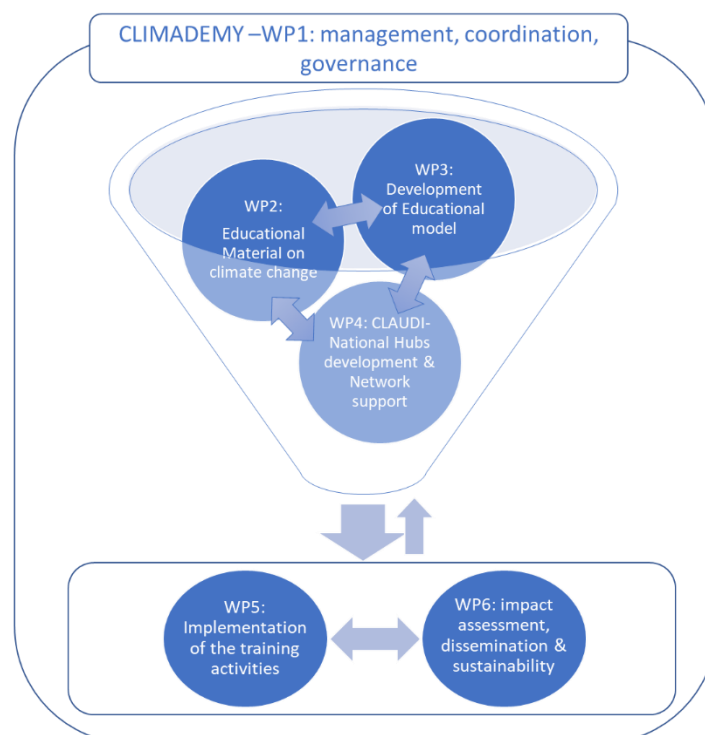 CLIMADEMY –WP1: management, coordination,
governance
WP3:
Development
of Educational
model
WP2:
Educational
Material on
climate change
WP4: CLAUDI-
National Hubs
development &
Network
support
WP5:
Implementation
of the training
activities
WP6: impact
assessment,
dissemination &
sustainability